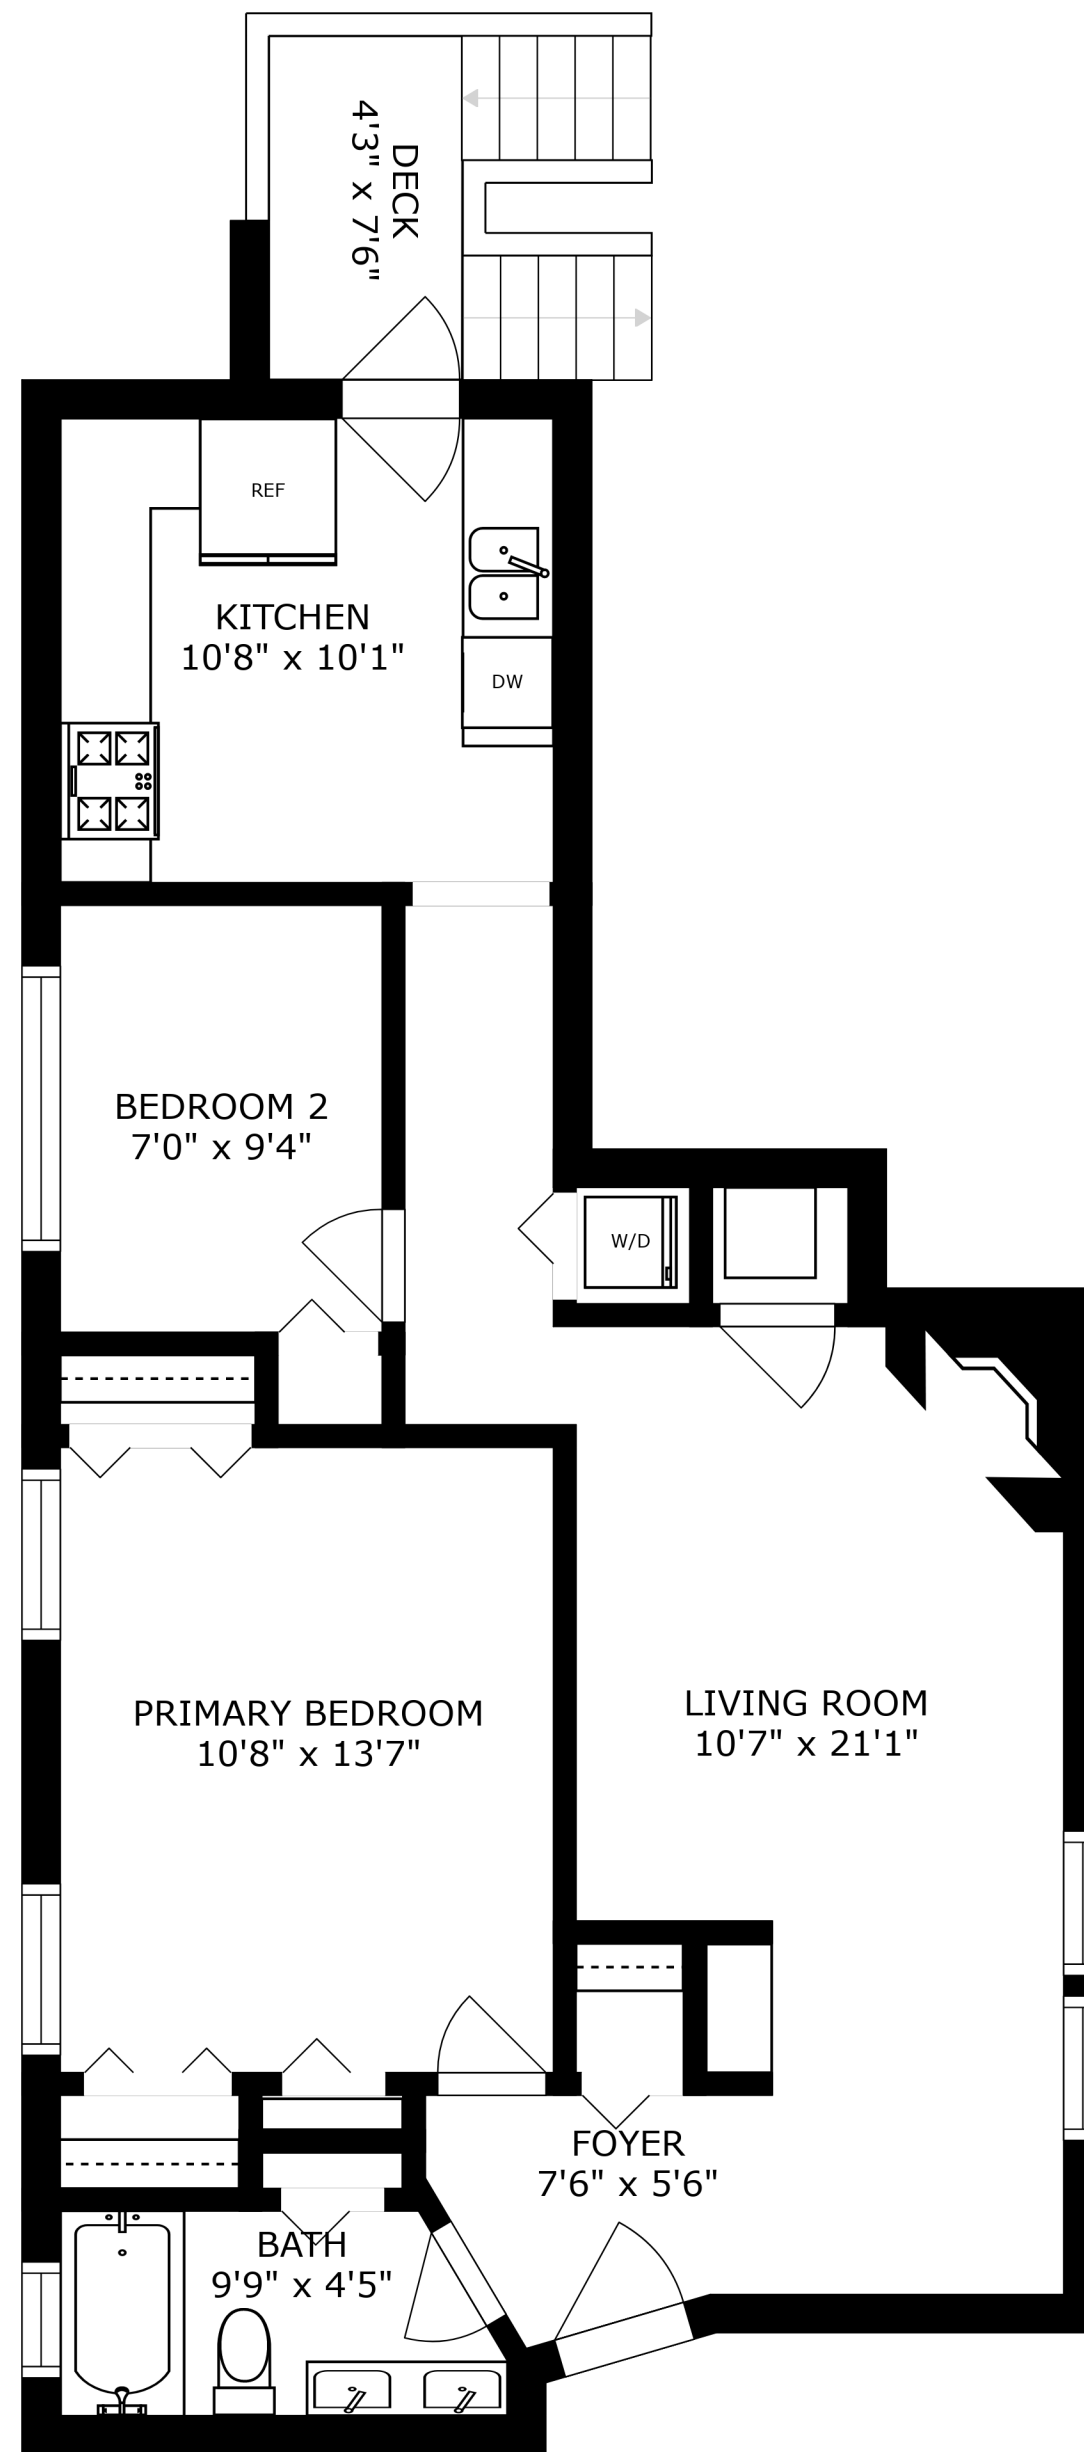 DECK
4'3" x 7'6"
REF
KITCHEN
10'8" x 10'1"
DW
BEDROOM 2
7'0" x 9'4"
W/D
PRIMARY BEDROOM
10'8" x 13'7"
LIVING ROOM
10'7" x 21'1"
FOYER
7'6" x 5'6"
BATH
9'9" x 4'5"